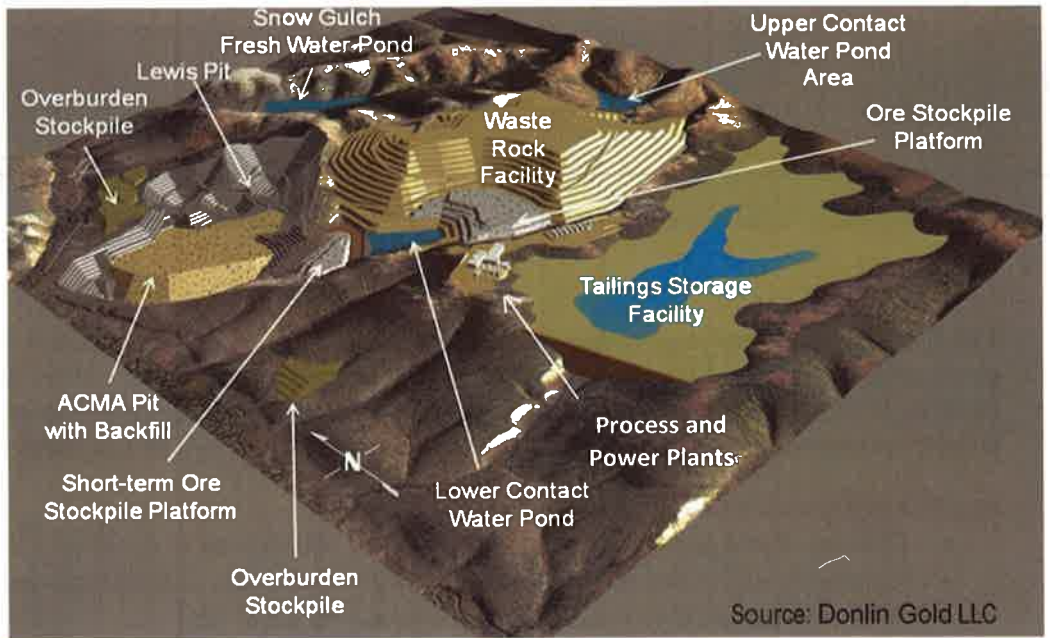 Snow Gulch
Fresh Water Pond
Lewis Pit
Overburden
Stockpile
Upper Contact
Water Pond
Area
Ore Stockpile
Platform
Waste
Rock
Facility
Tailings Storage
Facility
ACMA Pit
with Backfill
Short-term Ore
Stockpile Platform
N
Process and
Power Plants
Lower Contact
Water Pond
Overburden
Stockpile
Source: Donlin Gold LLC